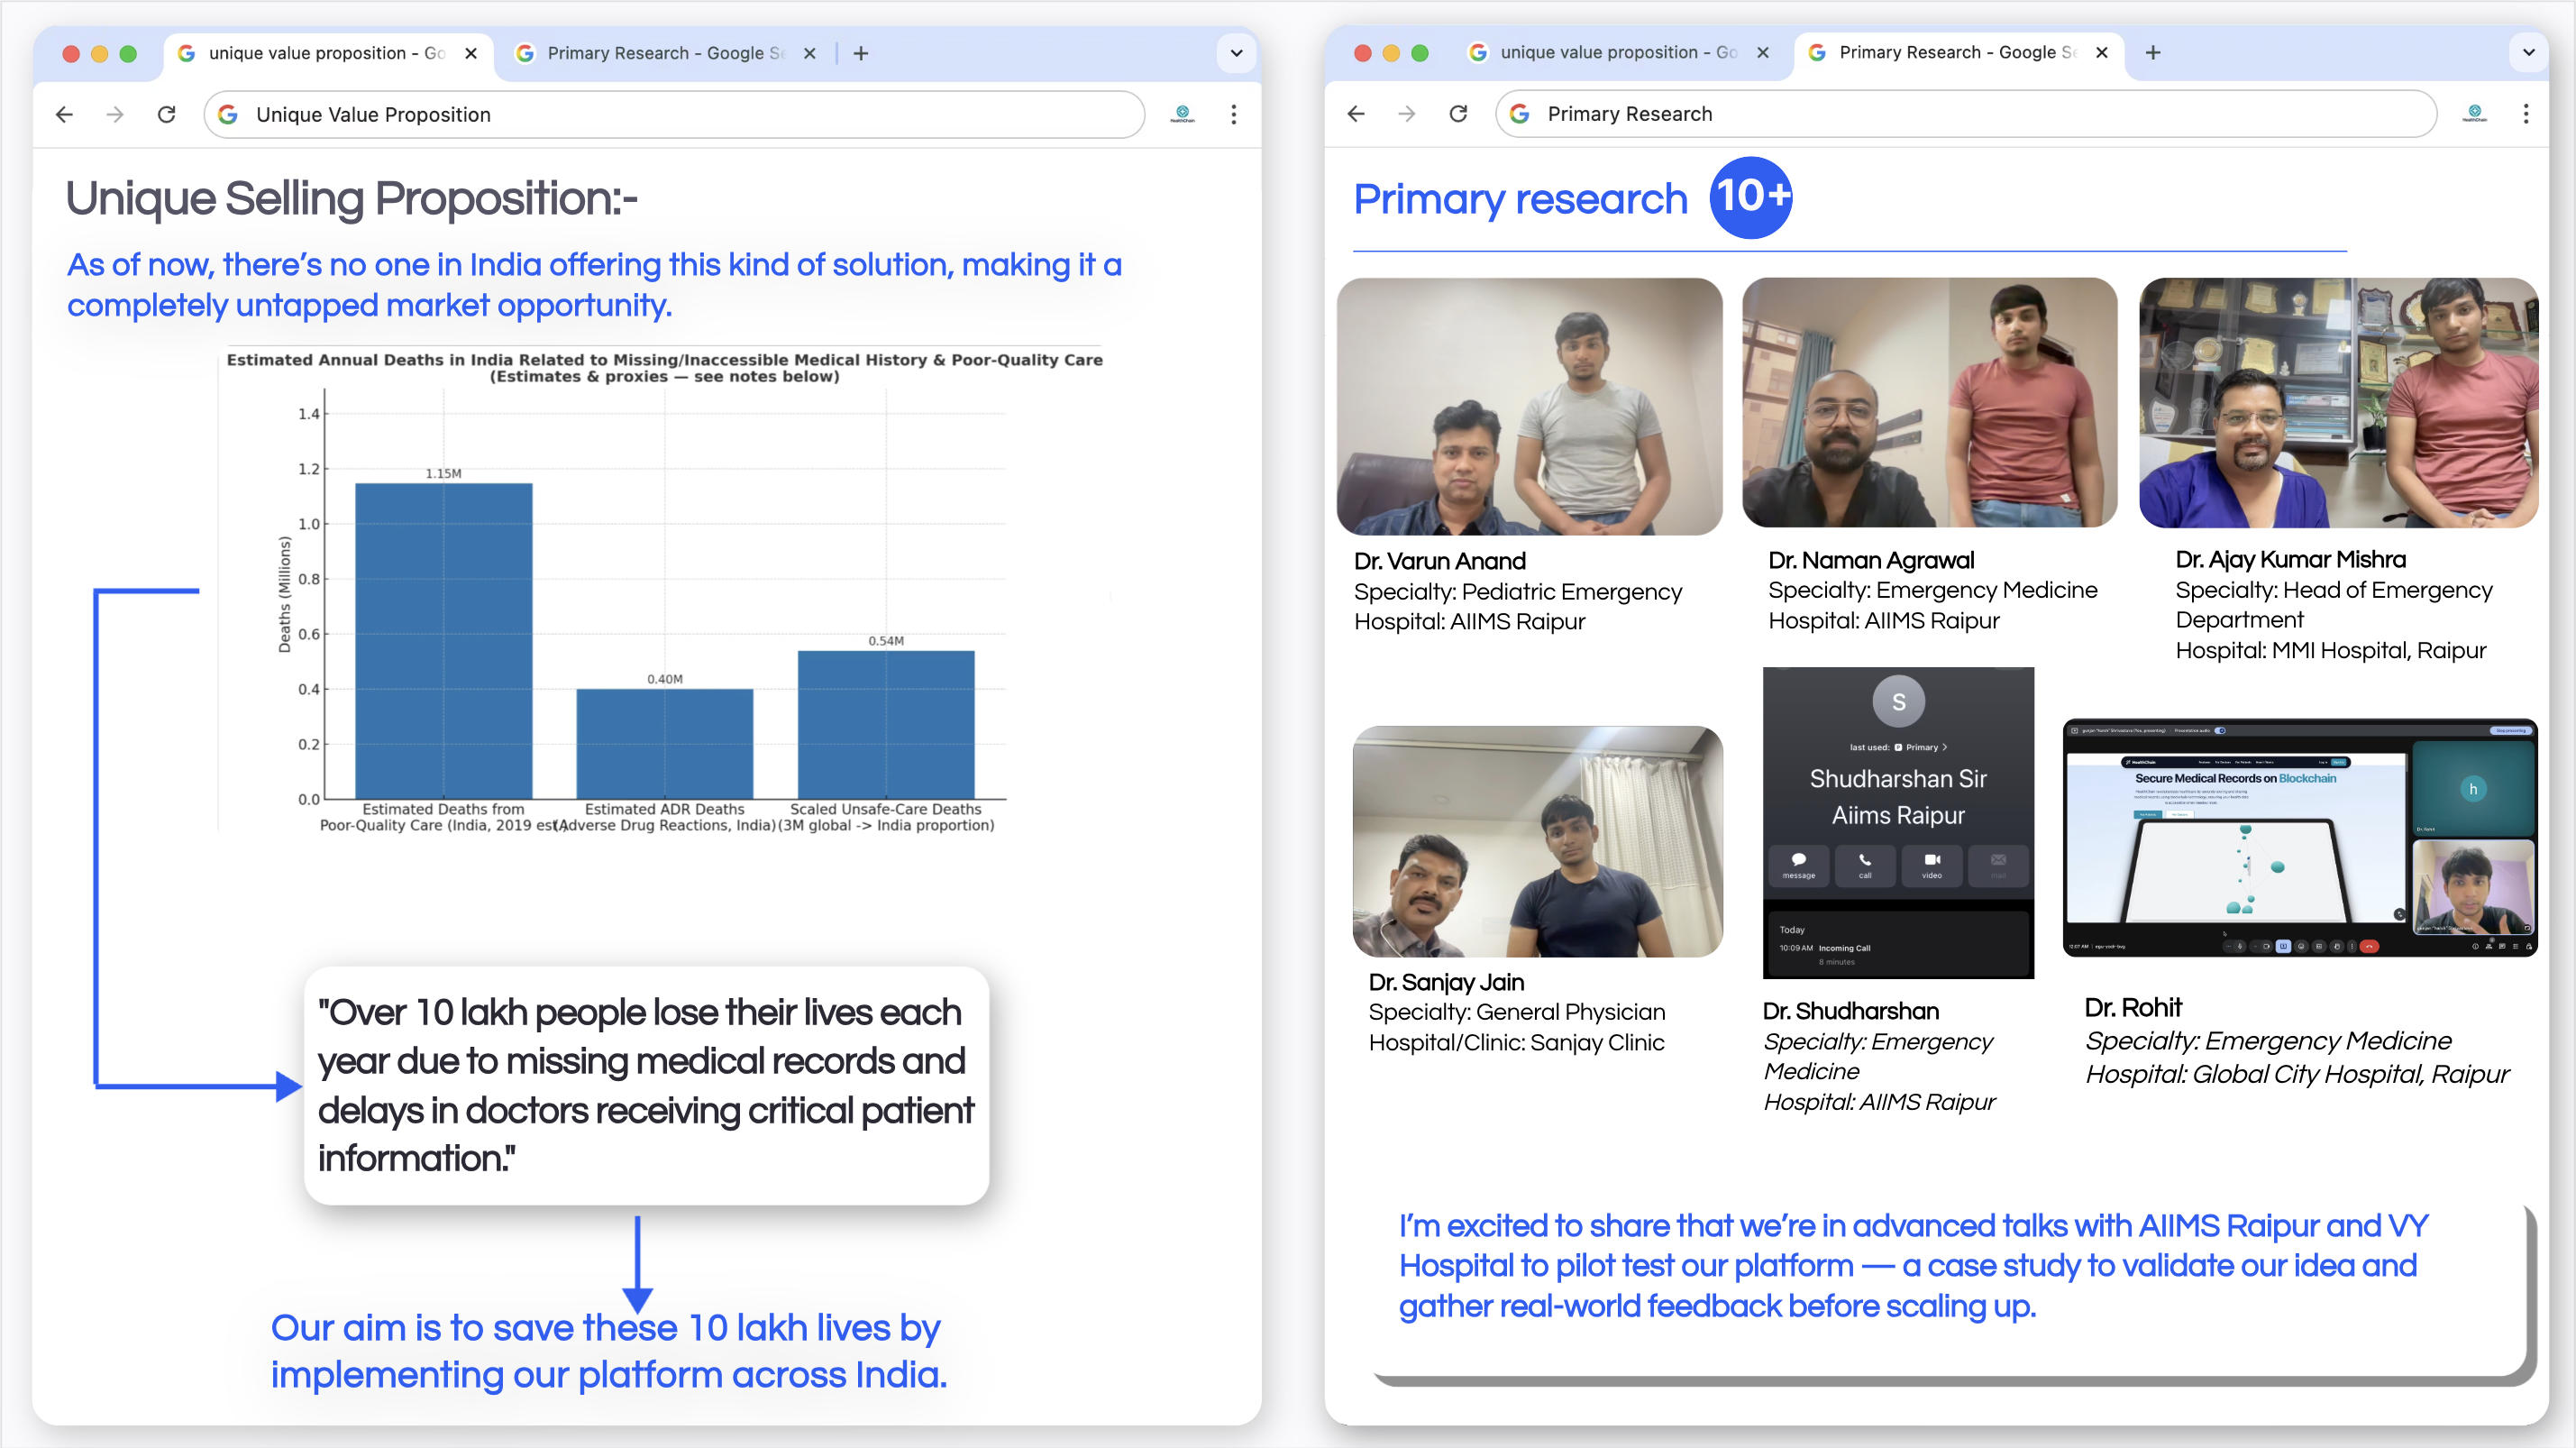 unique value proposition - Go
Primary Research - Google Se
Unique Value Proposition
HealthChain
Unique Selling Proposition:-
As of now, there's no one in India offering this kind of solution, making it a
completely untapped market opportunity.
Estimated Annual Deaths in India Related to Missing/Inaccessible Medical History & Poor-Quality Care
(Estimates & proxies — see notes below)
Deaths (Millions)
1.4
1.2
1.0
0.8
0.6
0.4
0.2
0.0
1.15M
0.40M
0.54M
Estimated Deaths from
Poor-Quality Care (India, 2019 est.)
Estimated ADR Deaths
(Adverse Drug Reactions, India)
Scaled Unsafe-Care Deaths
(3M global -> India proportion)
"Over 10 lakh people lose their lives each
year due to missing medical records and
delays in doctors receiving critical patient
information."
Our aim is to save these 10 lakh lives by
implementing our platform across India.
unique value proposition - Go
Primary Research - Google Se
Primary Research
HealthChain
Primary research 10+
Dr. Varun Anand
Specialty: Pediatric Emergency
Hospital: AIIMS Raipur
Dr. Naman Agrawal
Specialty: Emergency Medicine
Hospital: AIIMS Raipur
Dr. Ajay Kumar Mishra
Specialty: Head of Emergency
Department
Hospital: MMI Hospital, Raipur
S
last used: P Primary >
Shudharshan Sir
Aiims Raipur
message
call
video
mail
Today
10:09 AM Incoming Call
8 minutes
HealthChain
Secure Medical Records on Blockchain
h
Dr. Sanjay Jain
Specialty: General Physician
Hospital/Clinic: Sanjay Clinic
Dr. Shudharshan
Specialty: Emergency
Medicine
Hospital: AIIMS Raipur
Dr. Rohit
Specialty: Emergency Medicine
Hospital: Global City Hospital, Raipur
I'm excited to share that we're in advanced talks with AIIMS Raipur and VY
Hospital to pilot test our platform — a case study to validate our idea and
gather real-world feedback before scaling up.